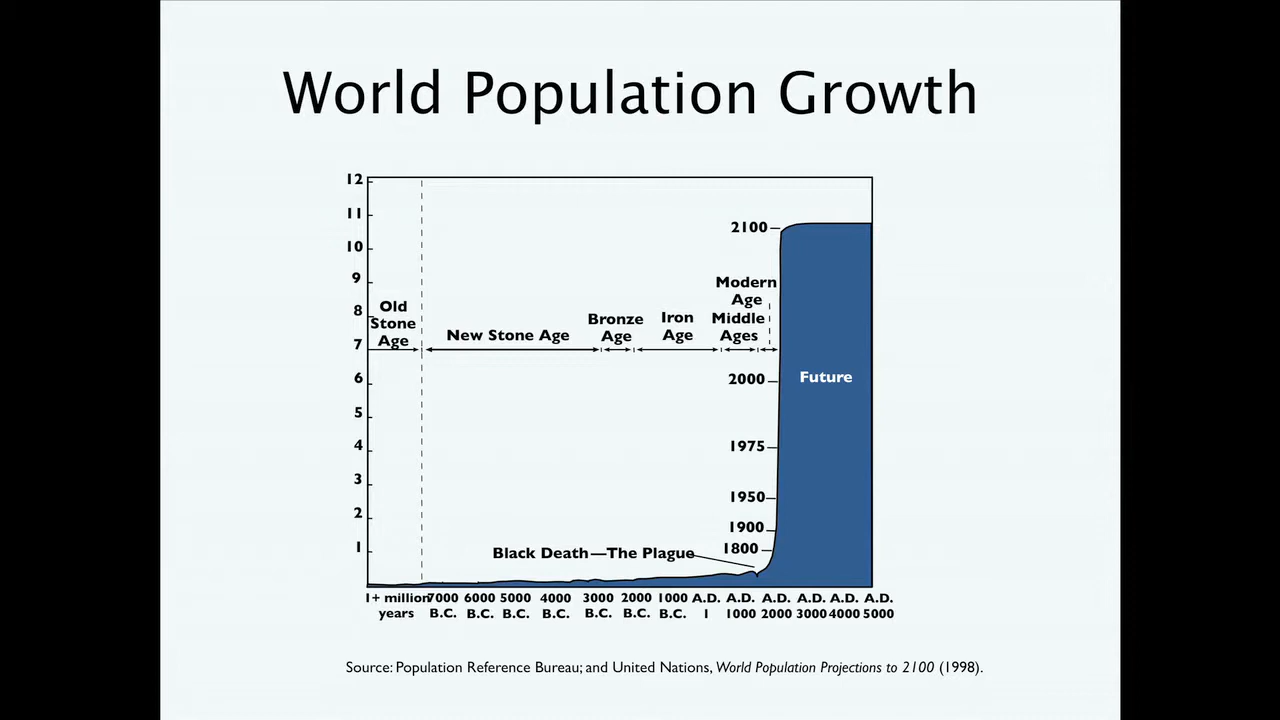 World Population Growth
12
11
10
9
8
7
6
5
4
3
2
1
Old
Stone
Age
New Stone Age
Bronze
Age
Iron
Age
Middle
Ages
Modern
Age
2100
2000
1975
1950
1900
1800
Future
Black Death—The Plague
1+ million 7000 6000 5000 4000 3000 2000 1000 A.D. A.D. A.D. A.D. A.D. A.D.
years B.C. B.C. B.C. B.C. B.C. B.C. B.C. 1 1000 2000 3000 4000 5000
Source: Population Reference Bureau; and United Nations, World Population Projections to 2100 (1998).